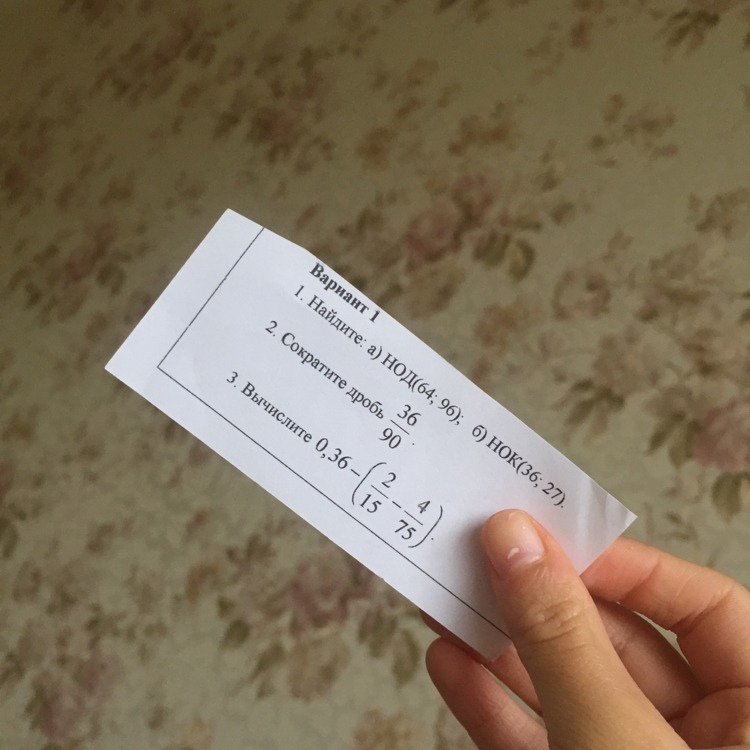 Вариант 1
1. Найдите: а) НОД(64; 96); б) НОК(36; 27).
2. Сократите дробь 36/90.
3. Вычислите 0,36 − (2/15 − 4/75).